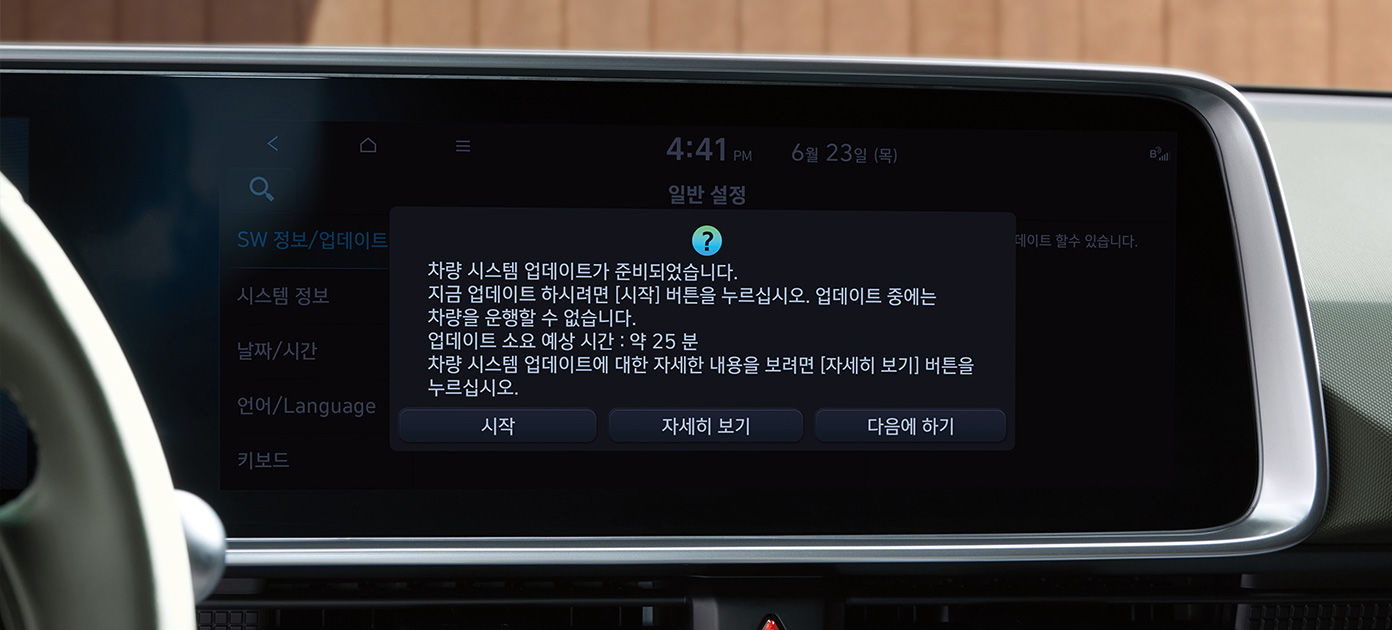 4:41 PM 6월 23일 (목)
일반 설정
SW 정보/업데이트
데이트 할수 있습니다.
시스템 정보
날짜/시간
언어/Language
키보드
?
차량 시스템 업데이트가 준비되었습니다.
지금 업데이트 하시려면 [시작] 버튼을 누르십시오. 업데이트 중에는
차량을 운행할 수 없습니다.
업데이트 소요 예상 시간 : 약 25 분
차량 시스템 업데이트에 대한 자세한 내용을 보려면 [자세히 보기] 버튼을
누르십시오.
시작 자세히 보기 다음에 하기